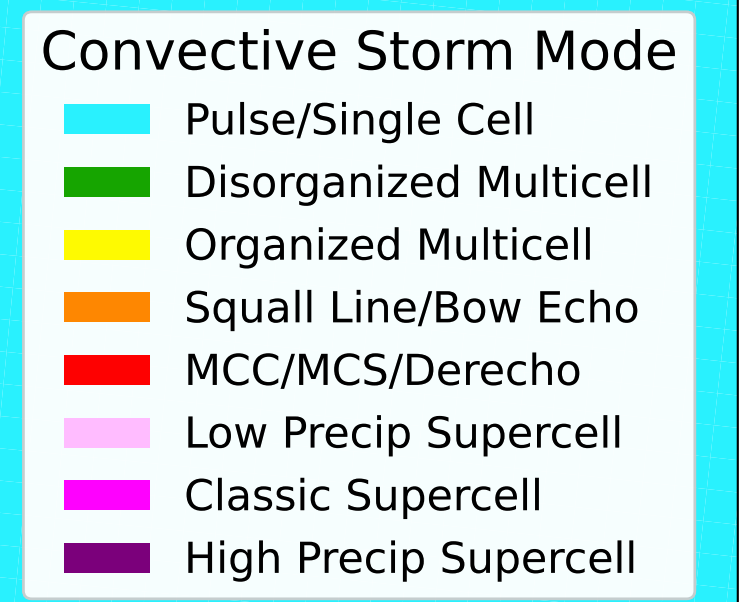 Convective Storm Mode
Pulse/Single Cell
Disorganized Multicell
Organized Multicell
Squall Line/Bow Echo
MCC/MCS/Derecho
Low Precip Supercell
Classic Supercell
High Precip Supercell